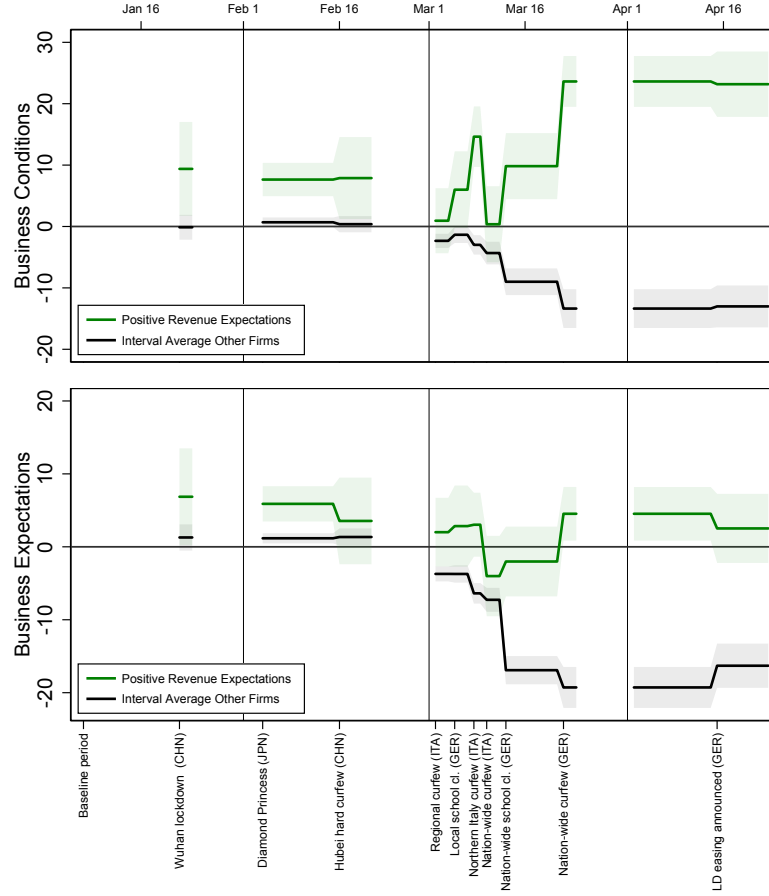 Jan 16
Feb 1
Feb 16
Mar 1
Mar 16
Apr 1
Apr 16
Business Conditions
30
20
10
0
-10
-20
Positive Revenue Expectations
Interval Average Other Firms
Business Expectations
20
10
0
-10
-20
Positive Revenue Expectations
Interval Average Other Firms
Baseline period
Wuhan lockdown (CHN)
Diamond Princess (JPN)
Hubei hard curfew (CHN)
Regional curfew (ITA)
Local school cl. (GER)
Northern Italy curfew (ITA)
Nation-wide curfew (ITA)
Nation-wide school cl. (GER)
Nation-wide curfew (GER)
LD easing announced (GER)